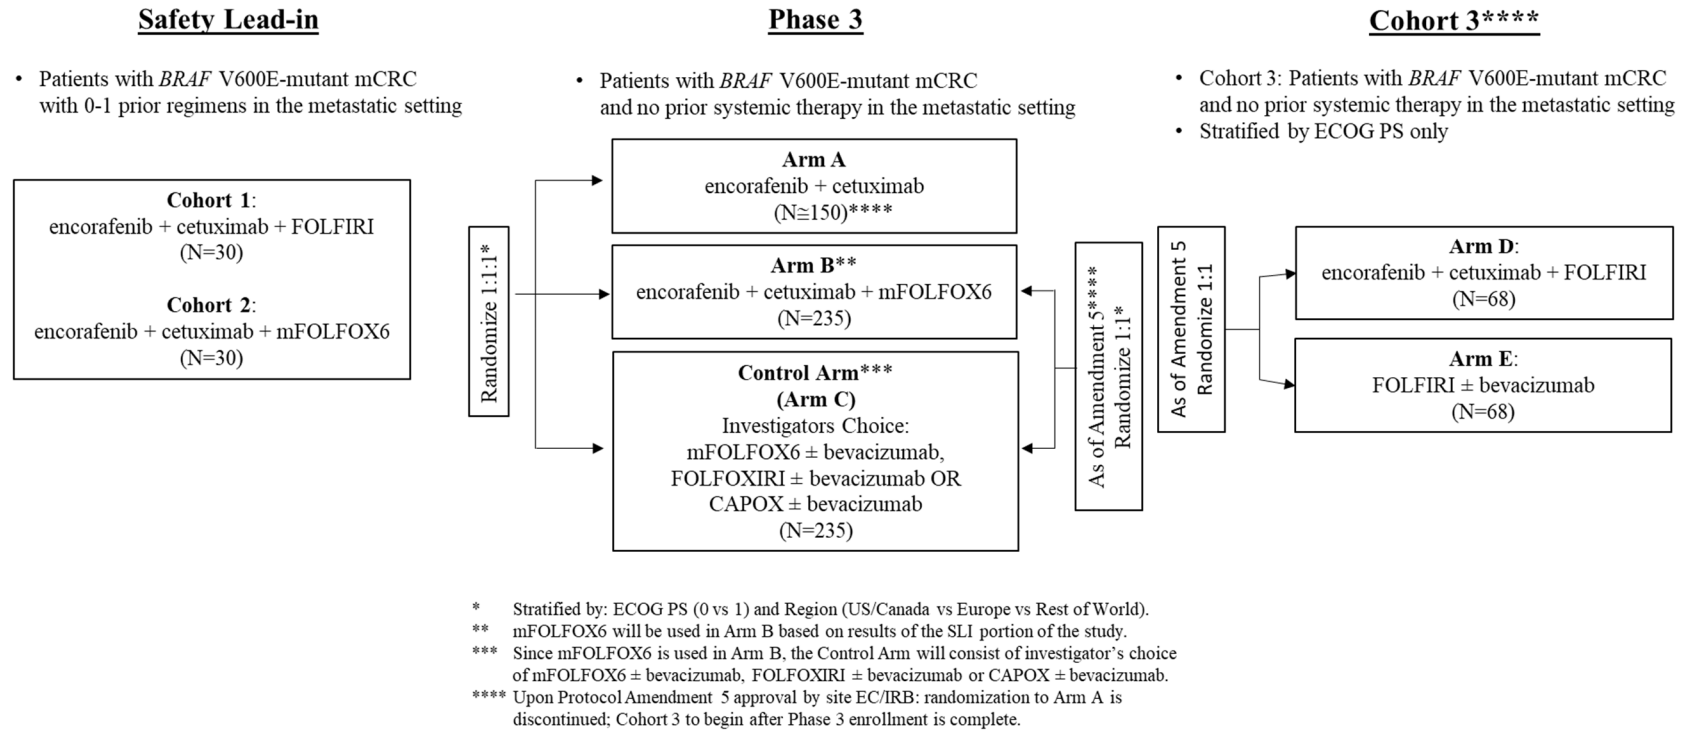 Safety Lead-in
• Patients with BRAF V600E-mutant mCRC
with 0-1 prior regimens in the metastatic setting
Cohort 1:
encorafenib + cetuximab + FOLFIRI
(N=30)
Cohort 2:
encorafenib + cetuximab + mFOLFOX6
(N=30)
Phase 3
• Patients with BRAF V600E-mutant mCRC
and no prior systemic therapy in the metastatic setting
Randomize 1:1:1*
Arm A
encorafenib + cetuximab
(N≅150)****
Arm B**
encorafenib + cetuximab + mFOLFOX6
(N=235)
Control Arm***
(Arm C)
Investigators Choice:
mFOLFOX6 ± bevacizumab,
FOLFOXIRI ± bevacizumab OR
CAPOX ± bevacizumab
(N=235)
As of Amendment 5****
Randomize 1:1*
Cohort 3****
• Cohort 3: Patients with BRAF V600E-mutant mCRC
and no prior systemic therapy in the metastatic setting
• Stratified by ECOG PS only
As of Amendment 5
Randomize 1:1
Arm D:
encorafenib + cetuximab + FOLFIRI
(N=68)
Arm E:
FOLFIRI ± bevacizumab
(N=68)
* Stratified by: ECOG PS (0 vs 1) and Region (US/Canada vs Europe vs Rest of World).
** mFOLFOX6 will be used in Arm B based on results of the SLI portion of the study.
*** Since mFOLFOX6 is used in Arm B, the Control Arm will consist of investigator's choice
of mFOLFOX6 ± bevacizumab, FOLFOXIRI ± bevacizumab or CAPOX ± bevacizumab.
**** Upon Protocol Amendment 5 approval by site EC/IRB: randomization to Arm A is
discontinued; Cohort 3 to begin after Phase 3 enrollment is complete.